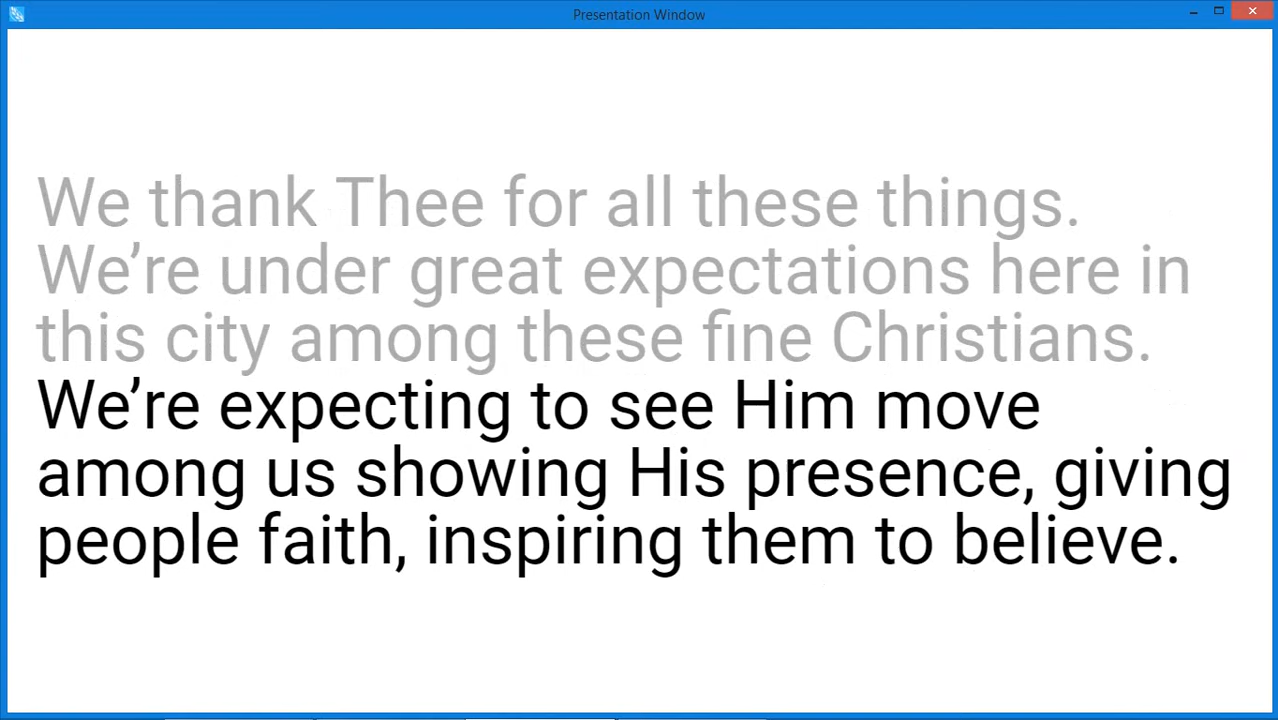 Presentation Window
We thank Thee for all these things.
We’re under great expectations here in
this city among these fine Christians.
We’re expecting to see Him move
among us showing His presence, giving
people faith, inspiring them to believe.